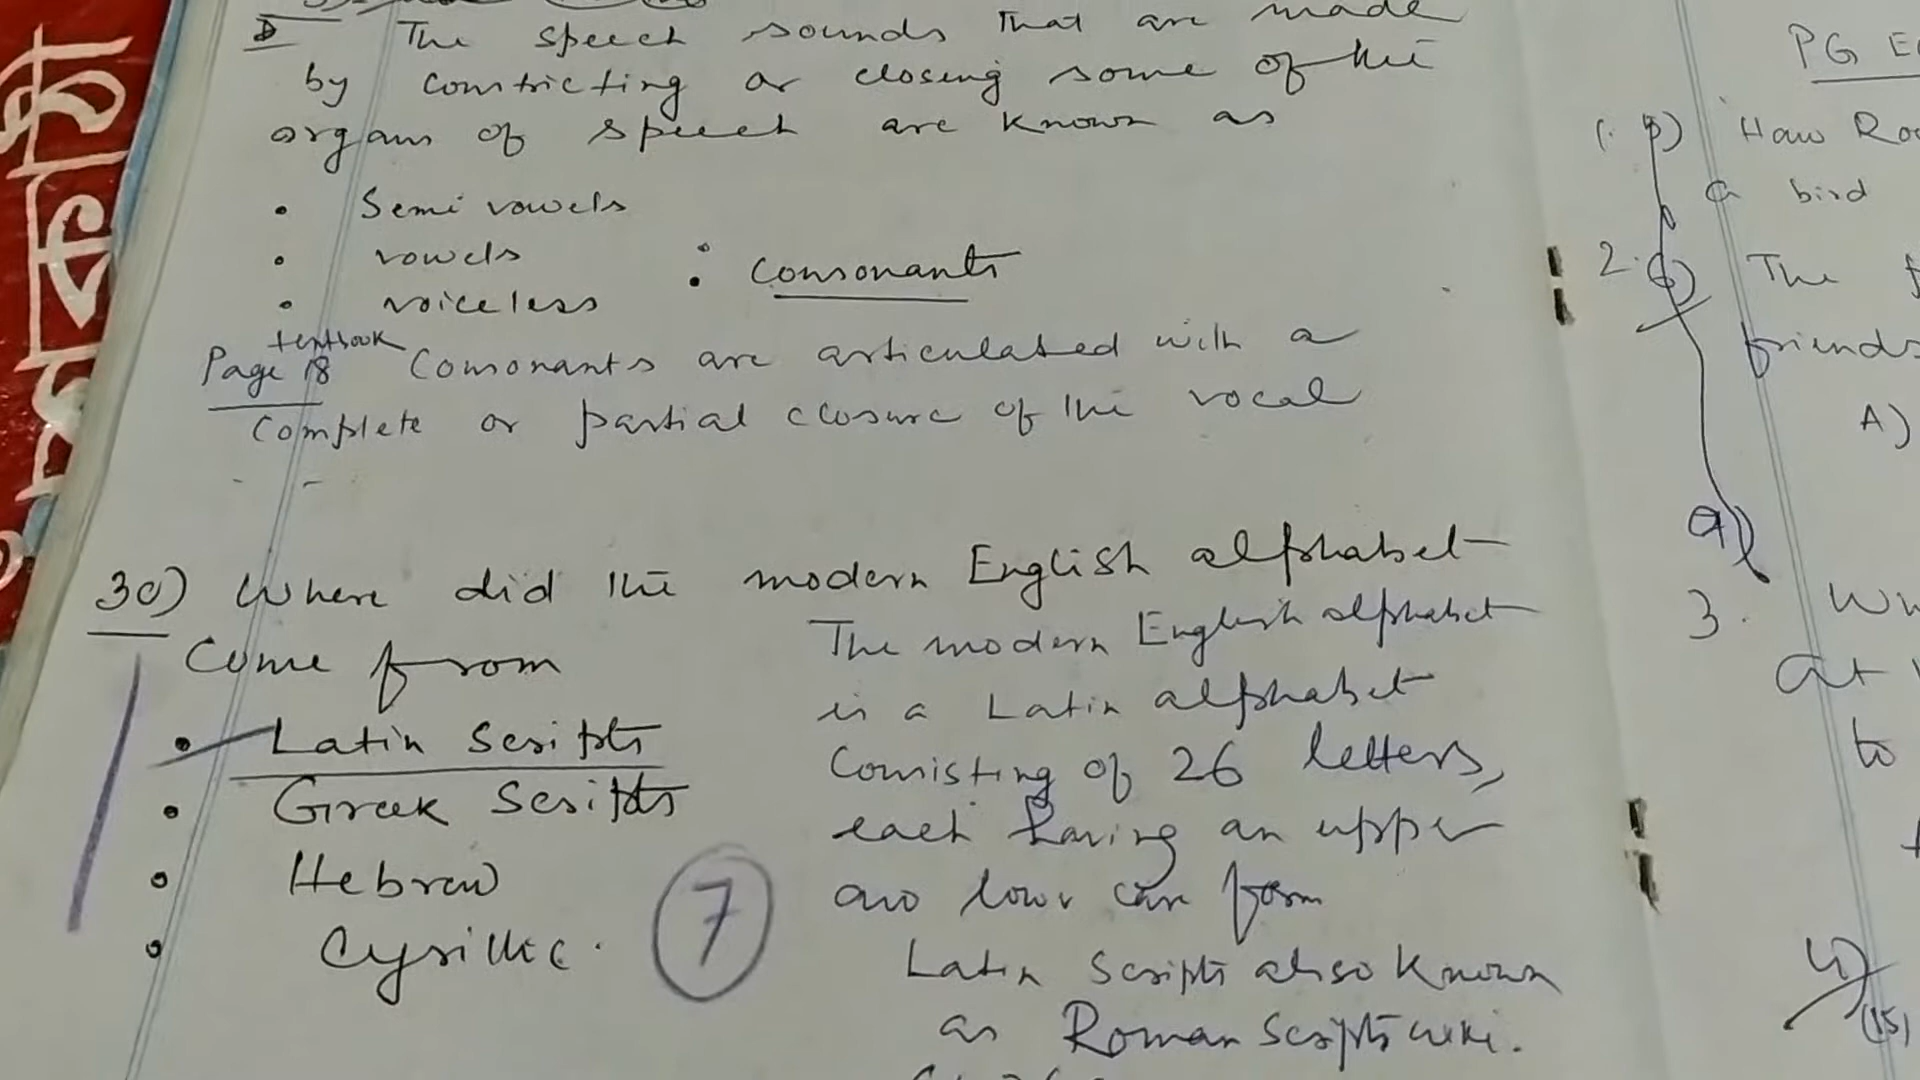 The speech sounds that are made
by constricting or closing some of the
organs of speech are known as
• Semi vowels
• vowels
• voiceless
: consonants
textbook
Page 18
Consonants are articulated with a
complete or partial closure of the vocal
30) Where did the modern English alphabet
Come from
• Latin Scripts
• Greek Scripts
• Hebrew
• Cyrillic.
7
The modern English alphabet
is a Latin alphabet
Consisting of 26 letters,
each having an upper
and lower case form
Latin Scripts also known
as Roman Scripts wiki.
PG
(1.
How
a bird
2.
The
friends
A)
a)
3.
at
to
4)
(15)